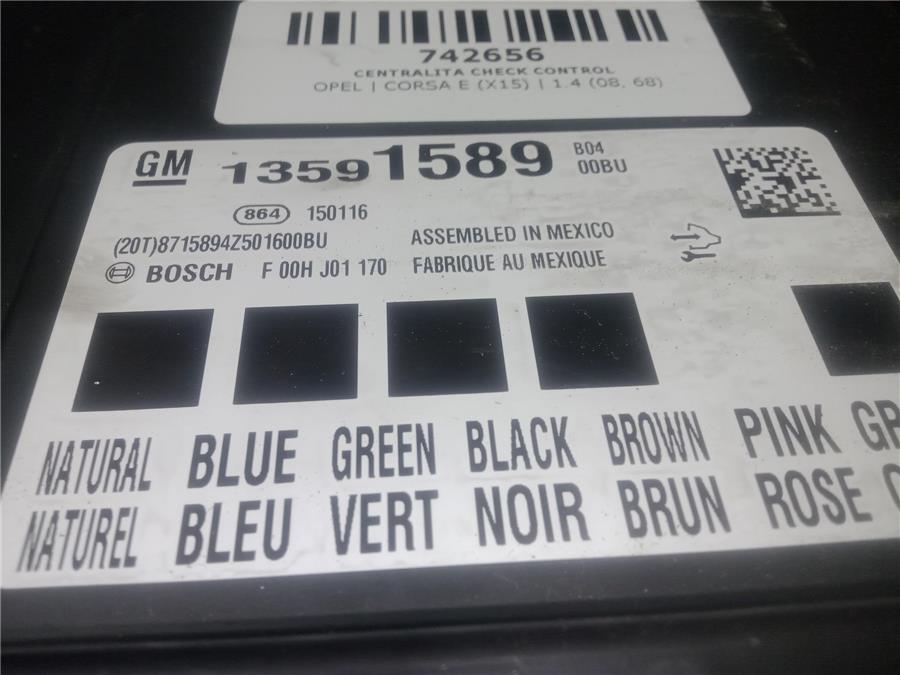 742656
CENTRALITA CHECK CONTROL
OPEL | CORSA E (X15) | 1.4 (08, 68)
GM 13591589 B04
00BU
864 150116
(20T)8715894Z501600BU ASSEMBLED IN MEXICO
BOSCH F 00H J01 170 FABRIQUE AU MEXIQUE
NATURAL BLUE GREEN BLACK BROWN PINK
NATUREL BLEU VERT NOIR BRUN ROSE